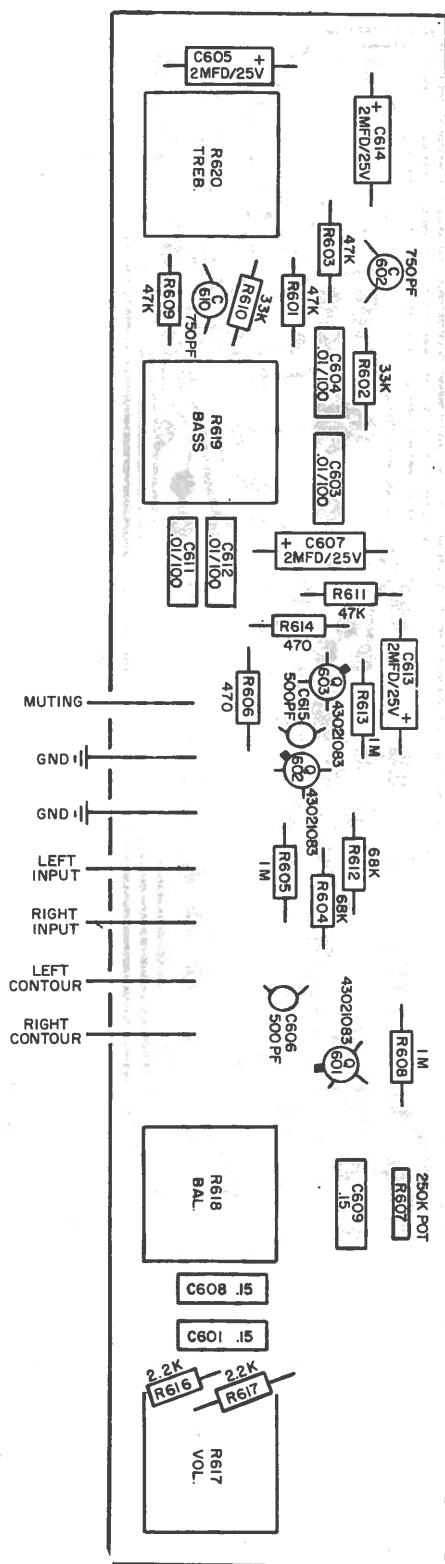 C605 +
2MFD/25V
+ C614
2MFD/25V
R620
TREB.
R603
47K
C
602
750PF
R609
47K
C
610
750PF
R610
33K
R601
47K
C604
.01/100
R602
33K
R619
BASS
C603
.01/100
C611
.01/100
C612
.01/100
+ C607
2MFD/25V
R611
47K
R614
470
C613
2MFD/25V +
R606
470
C615
500PF
Q
603
43021083
R613
1M
MUTING
GND
Q
602
43021083
GND
LEFT
INPUT
R605
1M
R604
68K
R612
68K
RIGHT
INPUT
LEFT
CONTOUR
C606
500 PF
43021083
Q
601
R608
1M
RIGHT
CONTOUR
R618
BAL.
C609
.15
250K POT
R607
C608 .15
C601 .15
2.2K
R616
2.2K
R617
R617
VOL.